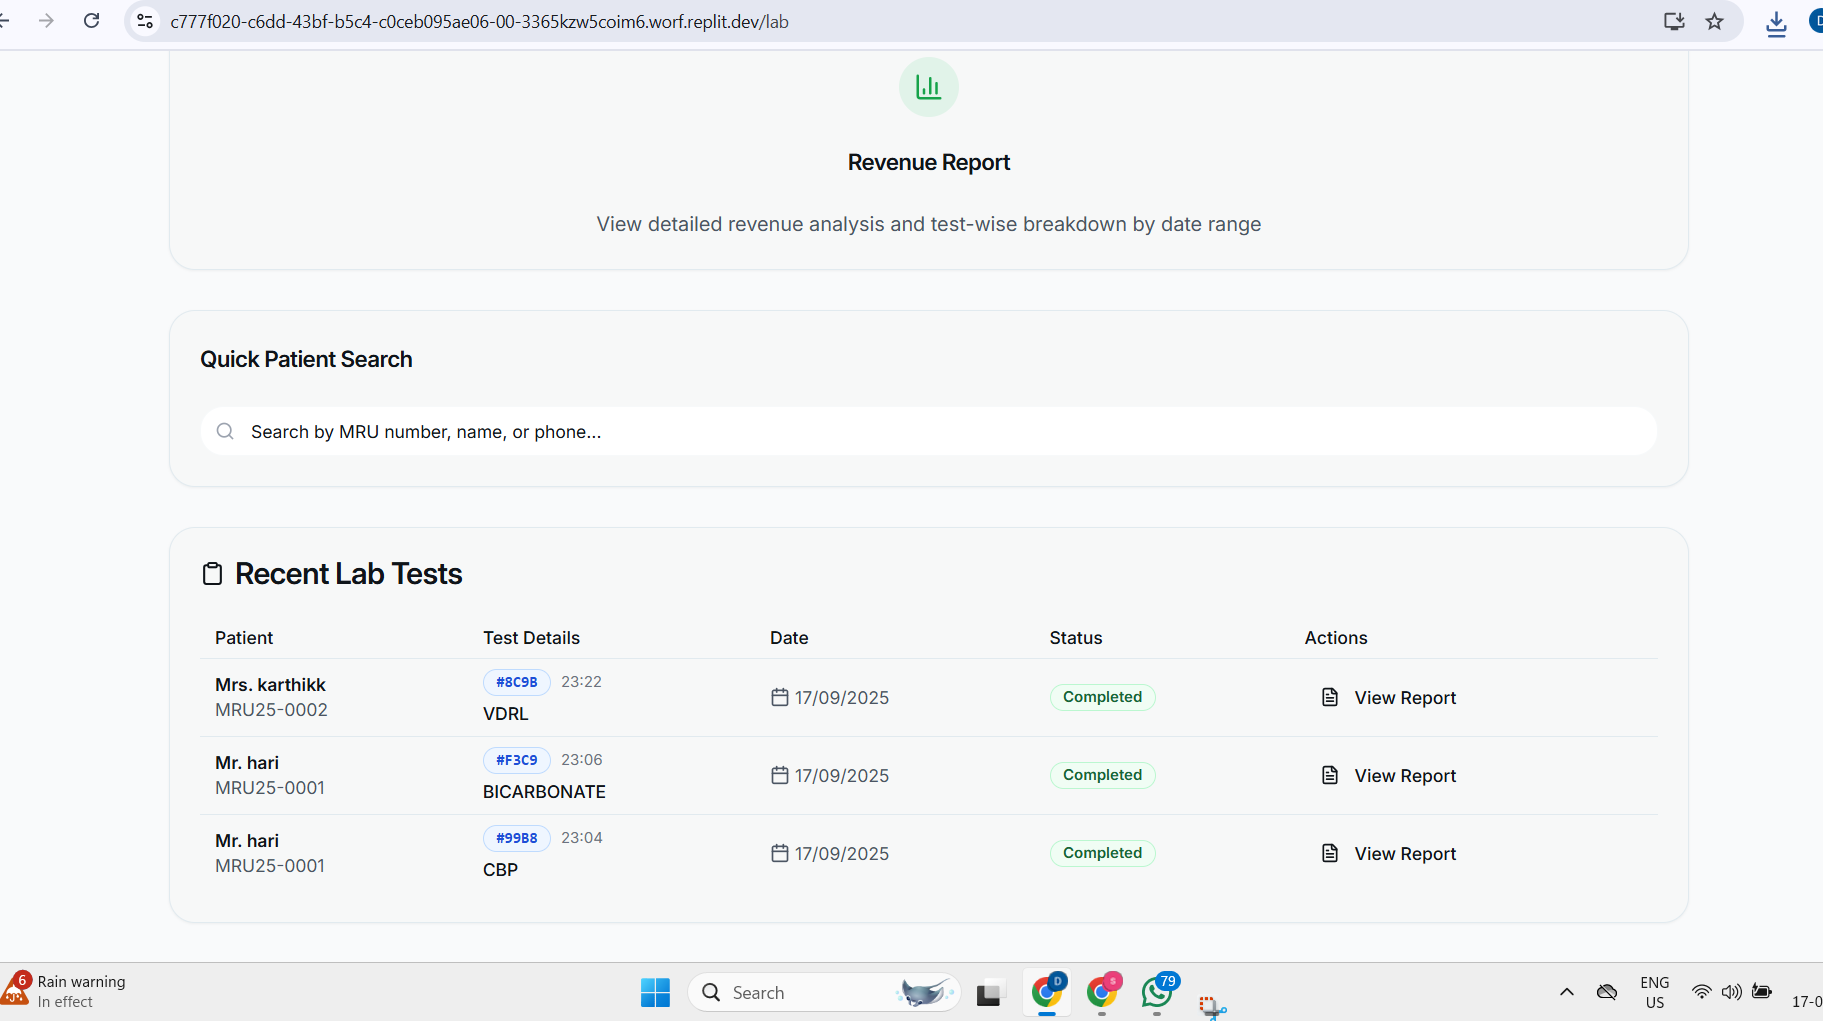 c777f020-c6dd-43bf-b5c4-c0ceb095ae06-00-3365kzw5coim6.worf.replit.dev/lab
D
Revenue Report
View detailed revenue analysis and test-wise breakdown by date range
Quick Patient Search
Search by MRU number, name, or phone...
Recent Lab Tests
Patient Test Details Date Status Actions
Mrs. karthikk #8C9B 23:22 17/09/2025 Completed View Report
MRU25-0002 VDRL
Mr. hari #F3C9 23:06 17/09/2025 Completed View Report
MRU25-0001 BICARBONATE
Mr. hari #99B8 23:04 17/09/2025 Completed View Report
MRU25-0001 CBP
6 Rain warning
In effect
Search
D
S
79
ENG
US
17-0